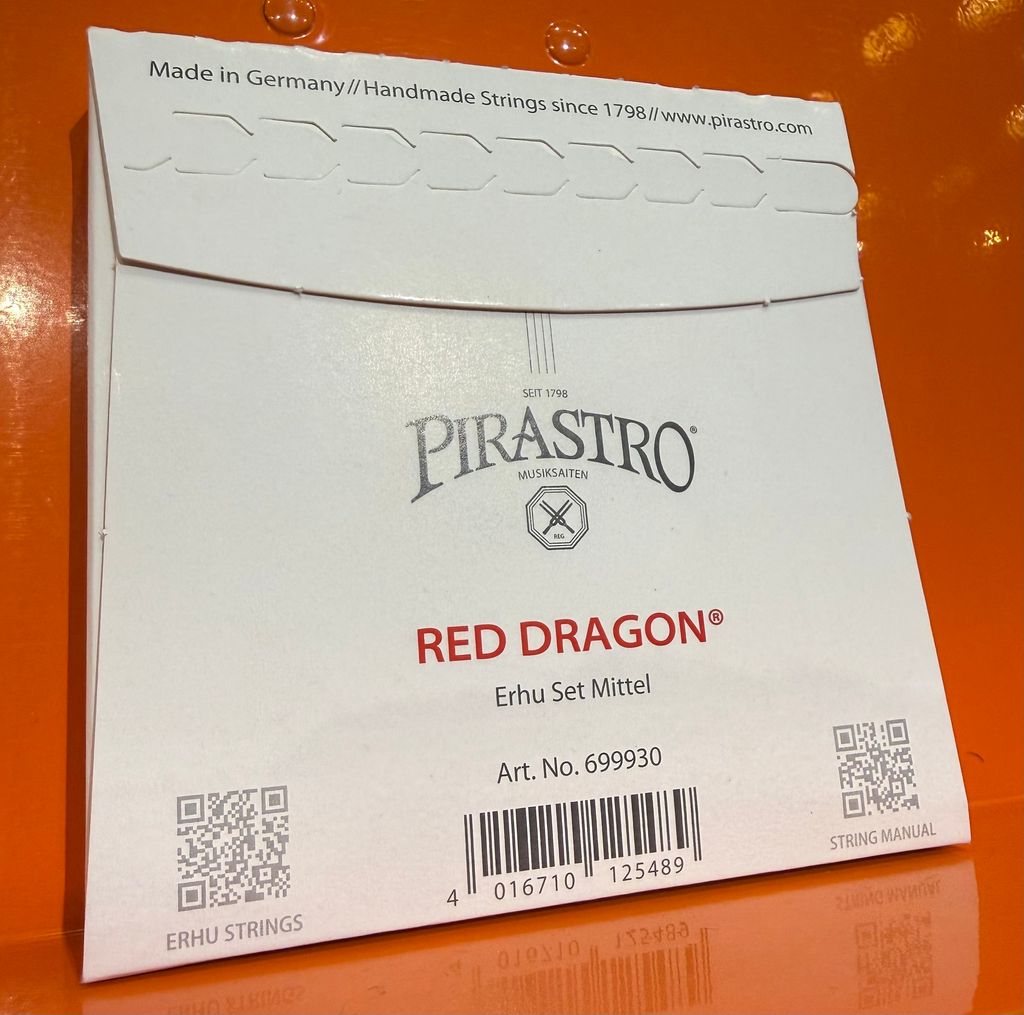 Made in Germany//Handmade Strings since 1798//www.pirastro.com
SEIT 1798
PIRASTRO®
MUSIKSAITEN
REG
RED DRAGON®
Erhu Set Mittel
Art. No. 699930
4 016710 125489
ERHU STRINGS
STRING MANUAL